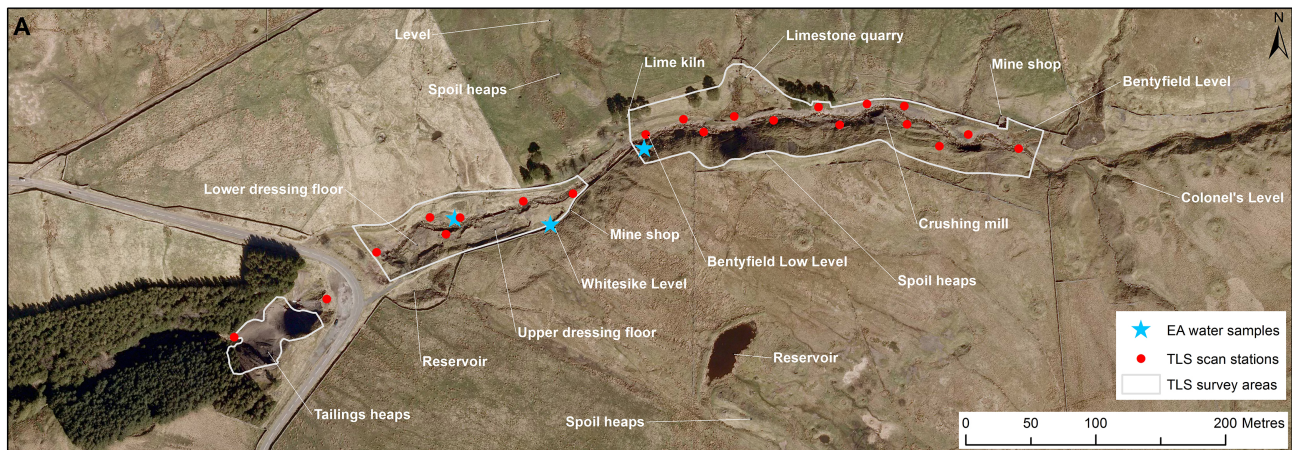 A
N
Level
Limestone quarry
Lime kiln
Mine shop
Spoil heaps
Bentyfield Level
Lower dressing floor
Colonel's Level
Crushing mill
Mine shop
Bentyfield Low Level
Spoil heaps
Whitesike Level
Upper dressing floor
Reservoir
Reservoir
Tailings heaps
Spoil heaps
EA water samples
TLS scan stations
TLS survey areas
0 50 100 200 Metres